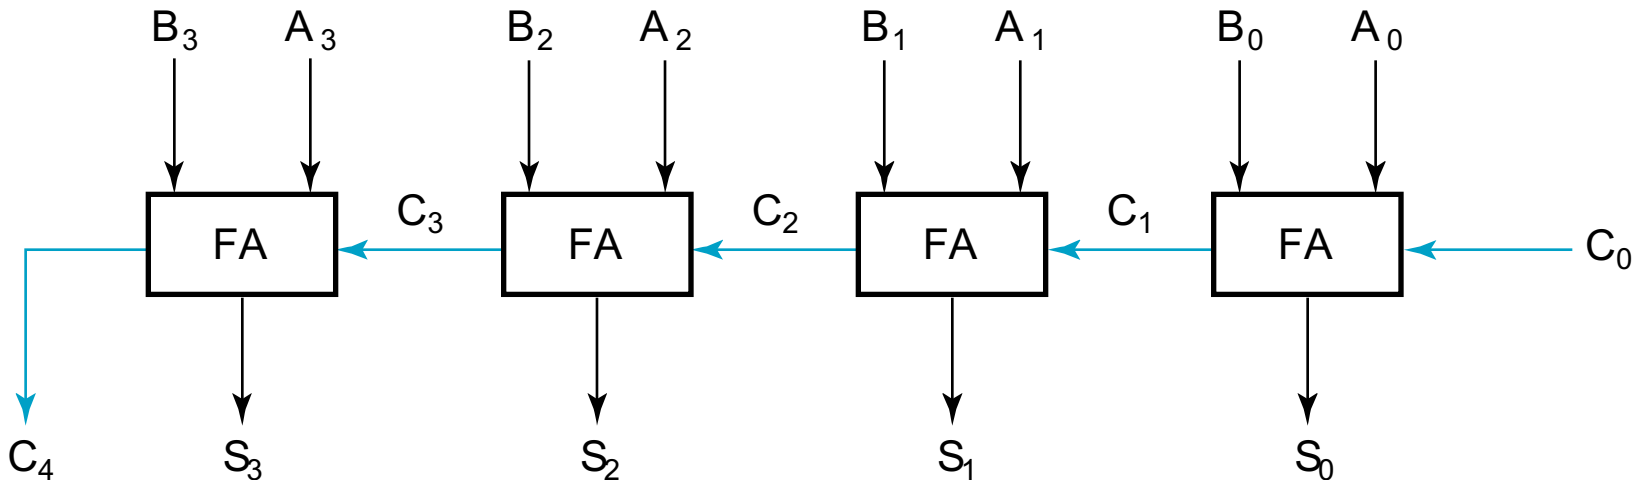 B₃ A₃ B₂ A₂ B₁ A₁ B₀ A₀
C₃ C₂ C₁
FA FA FA FA C₀
C₄ S₃ S₂ S₁ S₀